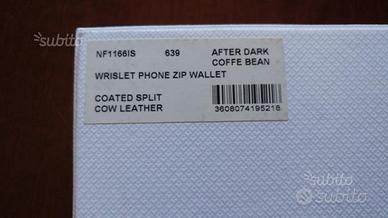 subito
NF1166IS 639 AFTER DARK
COFFE BEAN
WRISLET PHONE ZIP WALLET
COATED SPLIT
COW LEATHER
3608074195216
subito
subito